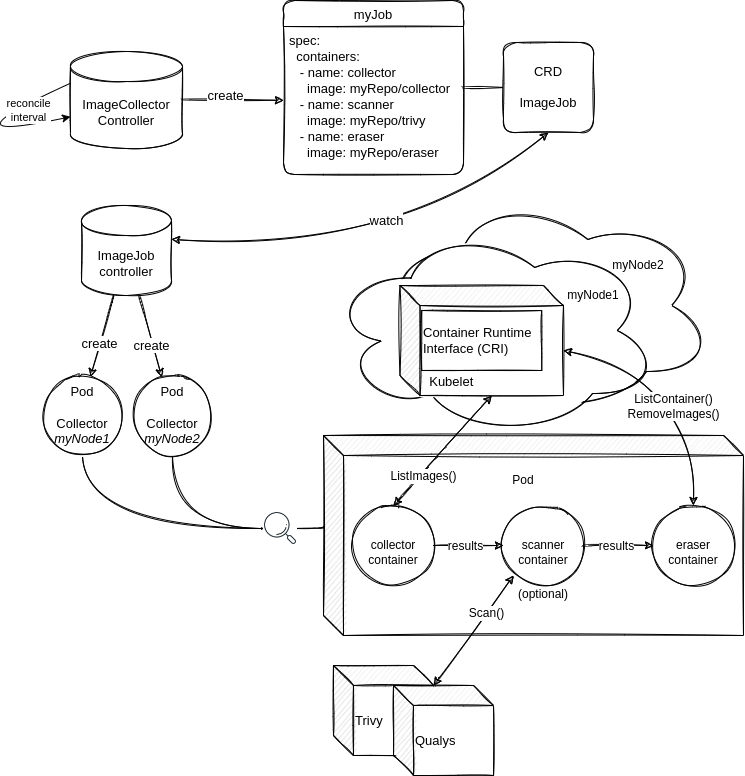 myJob
spec:
containers:
- name: collector
image: myRepo/collector
- name: scanner
image: myRepo/trivy
- name: eraser
image: myRepo/eraser
CRD
ImageJob
reconcile
interval
ImageCollector
Controller
create
watch
ImageJob
controller
myNode2
myNode1
Container Runtime
Interface (CRI)
Kubelet
create
create
Pod
Collector
myNode1
Pod
Collector
myNode2
ListContainer()
RemoveImages()
ListImages()
Pod
collector
container
results
scanner
container
results
eraser
container
(optional)
Scan()
Trivy
Qualys